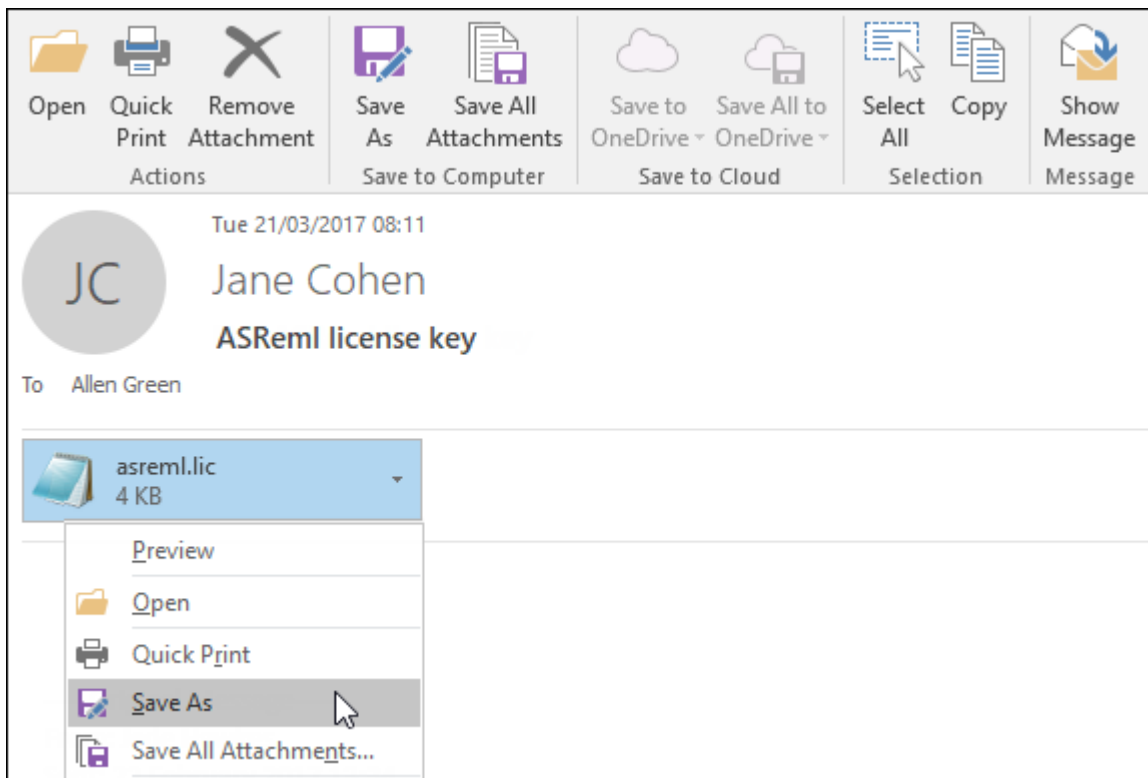 Open Quick Print Remove Attachment Save As Save All Attachments Save to OneDrive Save All to OneDrive Select All Copy Show Message
Actions Save to Computer Save to Cloud Selection Message
Tue 21/03/2017 08:11
JC
Jane Cohen
ASReml license key
To Allen Green
asreml.lic
4 KB
Preview
Open
Quick Print
Save As
Save All Attachments...